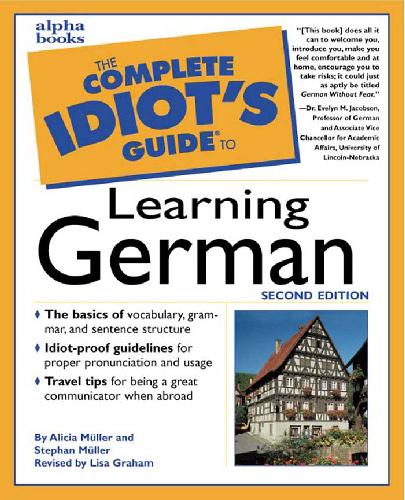 alpha
books
THE
COMPLETE
IDIOT'S
GUIDE® TO
"[This book] does all it
can to welcome you,
introduce you, make you
feel comfortable and at
home, encourage you to
take risks; it could just
as aptly be titled
German Without Fear."
—Dr. Evelyn M. Jacobson,
Professor of German
and Associate Vice
Chancellor for Academic
Affairs, University of
Lincoln-Nebraska
Learning
German
SECOND EDITION
♦ The basics of vocabulary, gram-
mar, and sentence structure
♦ Idiot-proof guidelines for
proper pronunciation and usage
♦ Travel tips for being a great
communicator when abroad
By Alicia Müller and
Stephan Müller
Revised by Lisa Graham